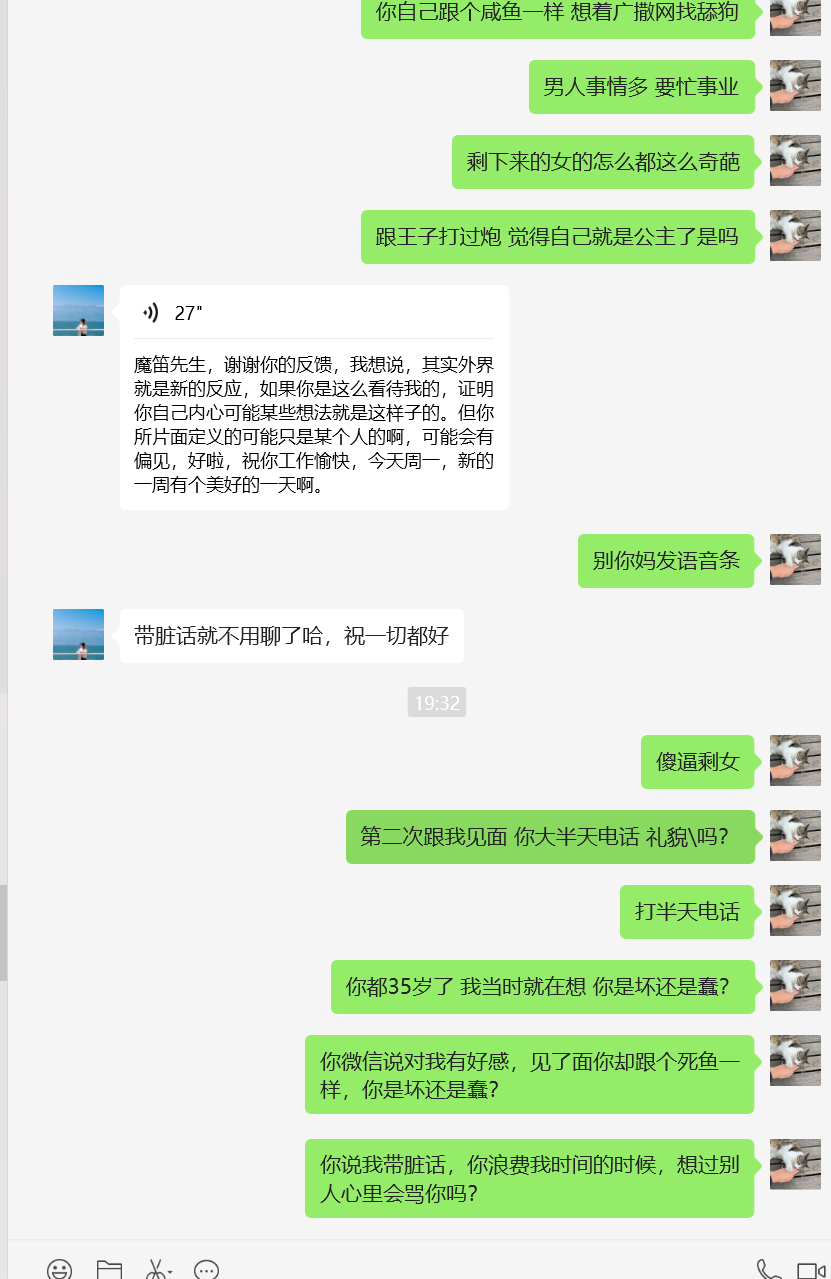 你自己跟个咸鱼一样 想着广撒网找舔狗
男人事情多 要忙事业
剩下来的女的怎么都这么奇葩
跟王子打过炮 觉得自己就是公主了是吗
27"
魔笛先生，谢谢你的反馈，我想说，其实外界
就是新的反应，如果你是这么看待我的，证明
你自己内心可能某些想法就是这样子的。但你
所片面定义的可能只是某个人的啊，可能会有
偏见，好啦，祝你工作愉快，今天周一，新的
一周有个美好的一天啊。
别你妈发语音条
带脏话就不用聊了哈，祝一切都好
19:32
傻逼剩女
第二次跟我见面 你大半天电话 礼貌\吗？
打半天电话
你都35岁了 我当时就在想 你是坏还是蠢？
你微信说对我有好感，见了面你却跟个死鱼一
样，你是坏还是蠢？
你说我带脏话，你浪费我时间的时候，想过别
人心里会骂你吗？